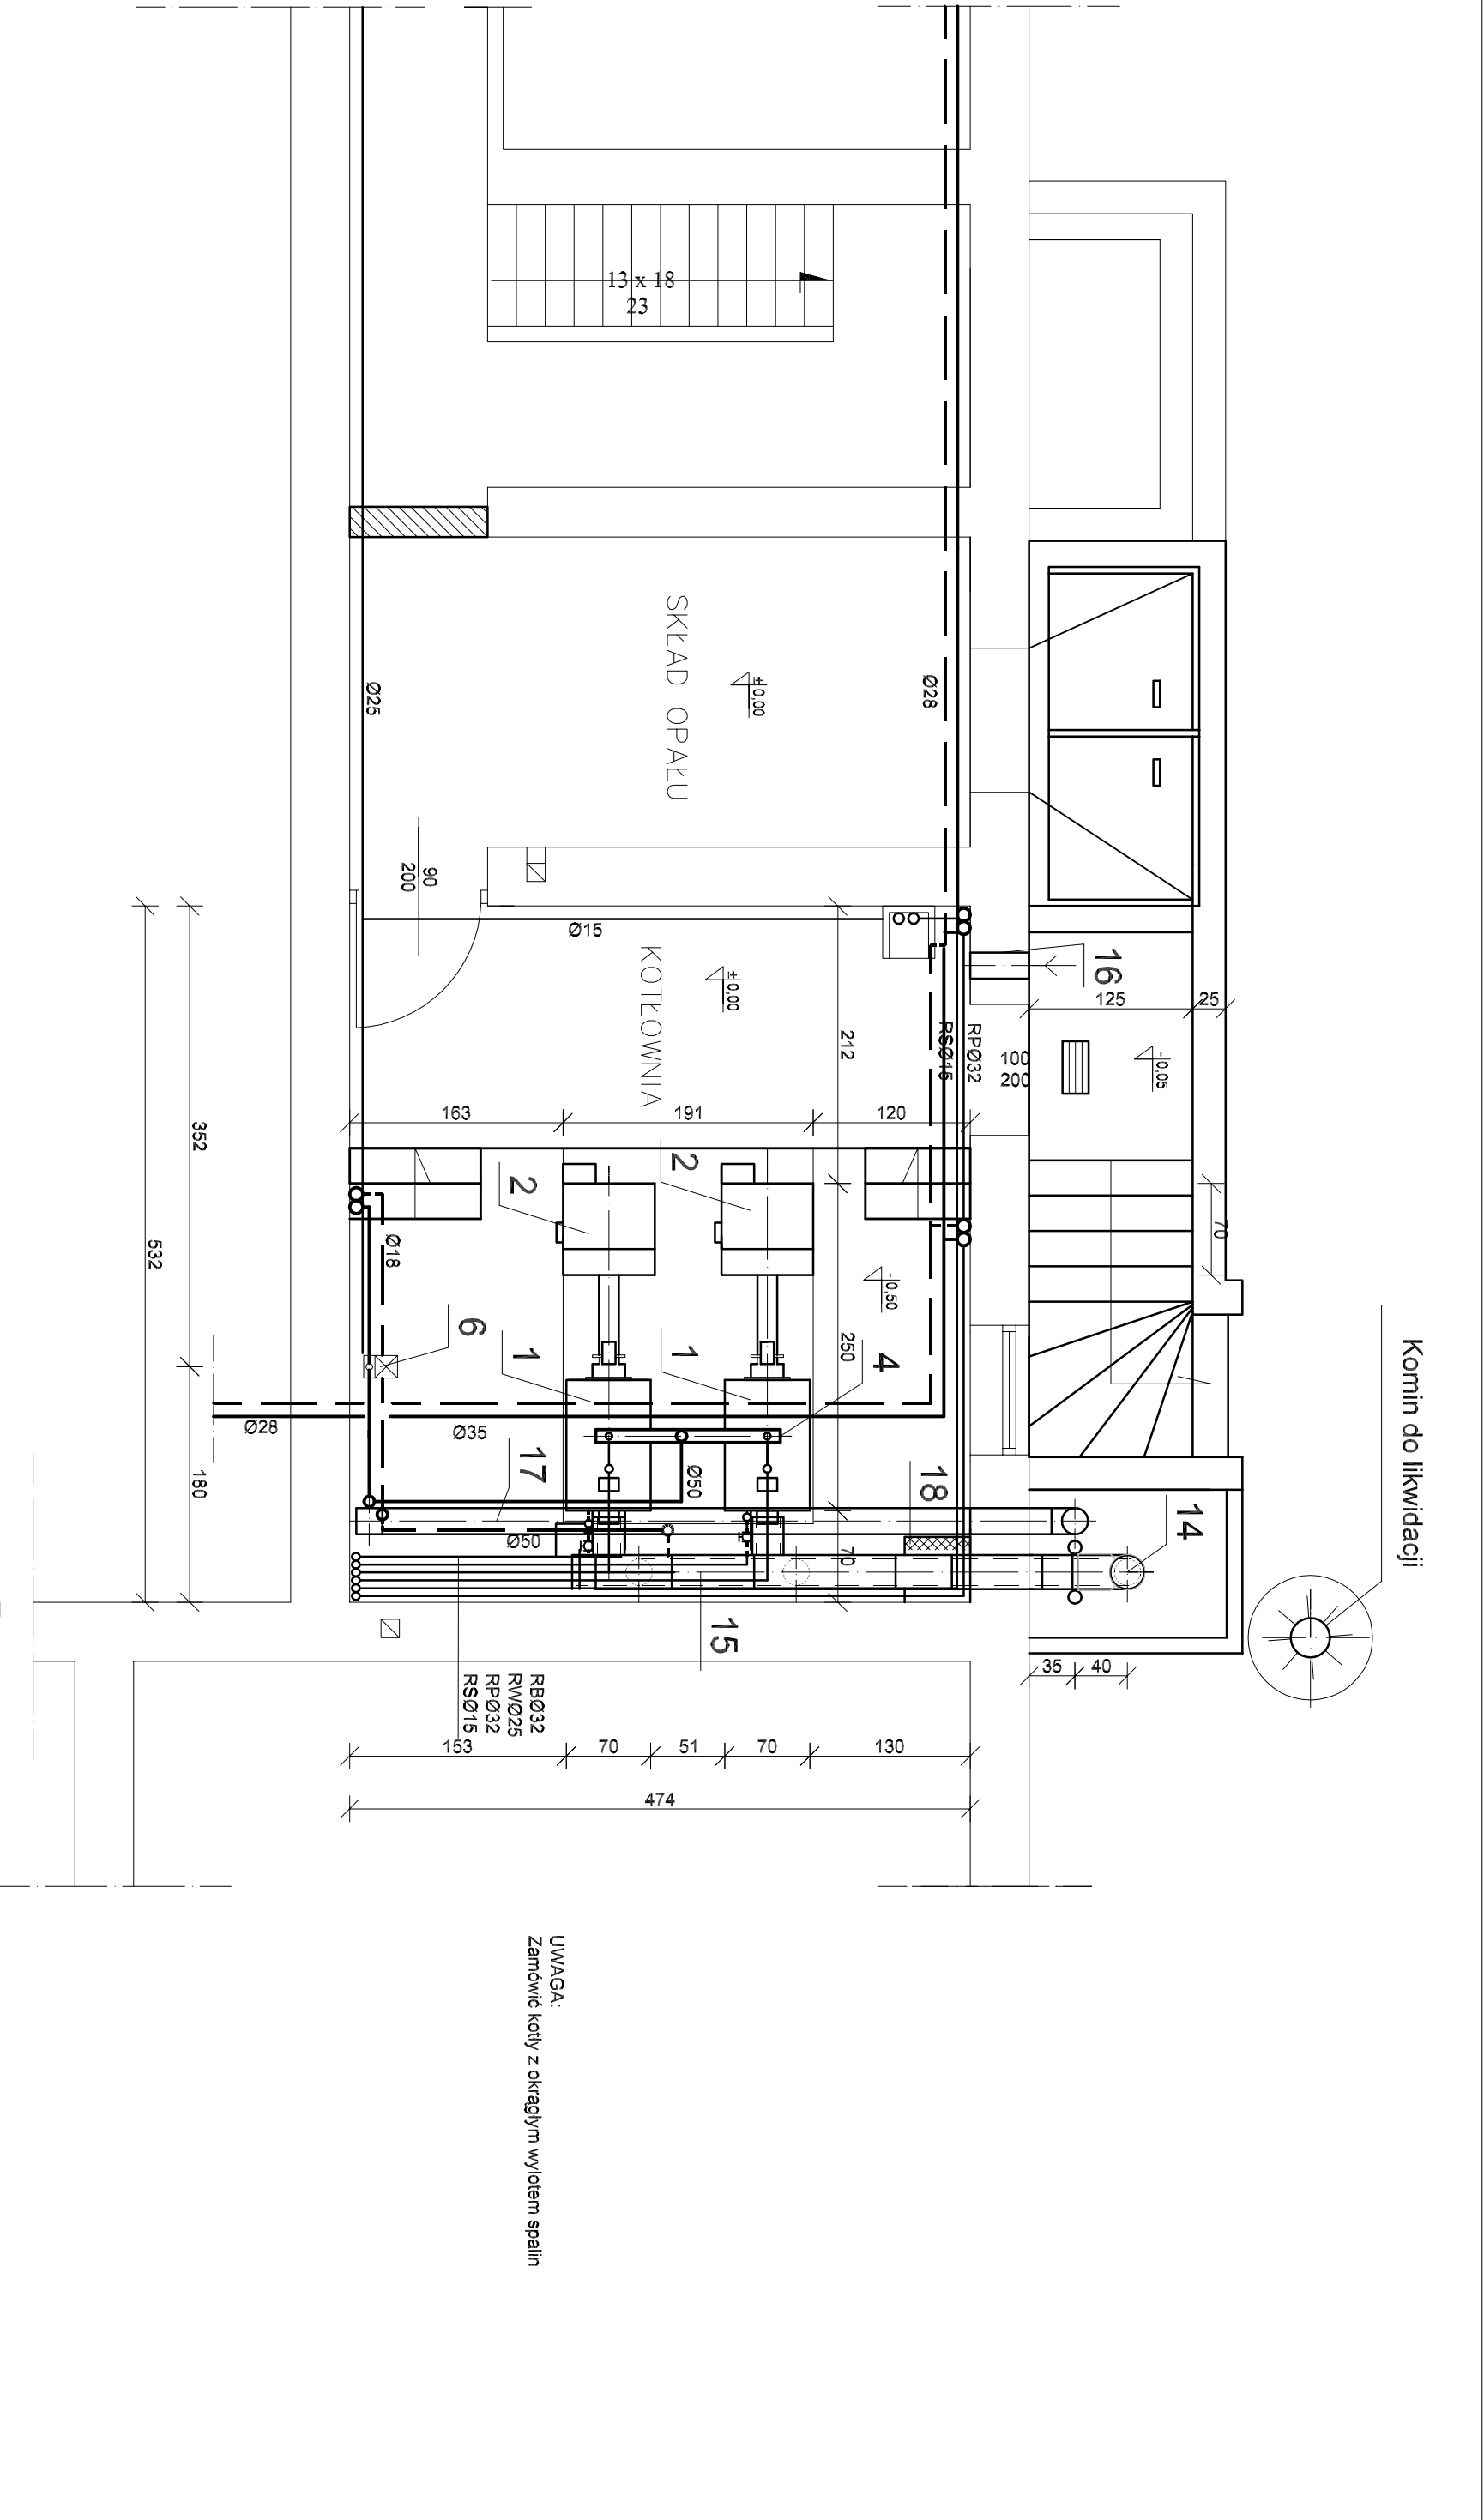 13 x 18
23
SKŁAD OPAŁU
±0,00
Ø28
Ø25
90
200
Ø15
KOTŁOWNIA
±0,00
212
16
125
25
-0,05
RPØ32
RSØ15
100
200
163
191
120
352
532
2
2
70
Ø18
-0,50
6
1
1
250
4
Komin do likwidacji
Ø28
Ø35
17
Ø50
18
14
180
Ø50
70
15
35
40
RBØ32
RWØ25
RPØ32
RSØ15
153
70
51
70
130
474
UWAGA:
Zamówić kotły z okrągłym wylotem spalin